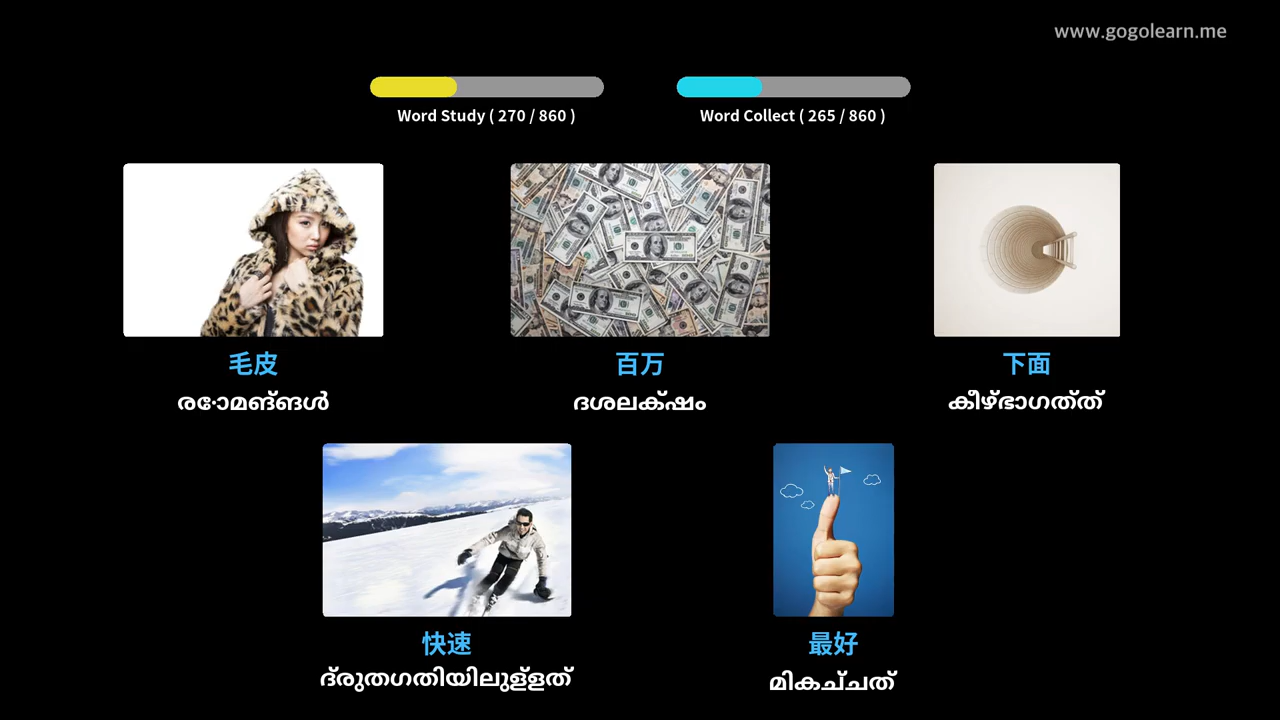 www.gogolearn.me
Word Study ( 270 / 860 )
Word Collect ( 265 / 860 )
毛皮
百万
下面
രോമങ്ങൾ
ദശലക്ഷം
കീഴ്ഭാഗത്ത്
快速
最好
ദ്രുതഗതിയിലുള്ളത്
മികച്ചത്